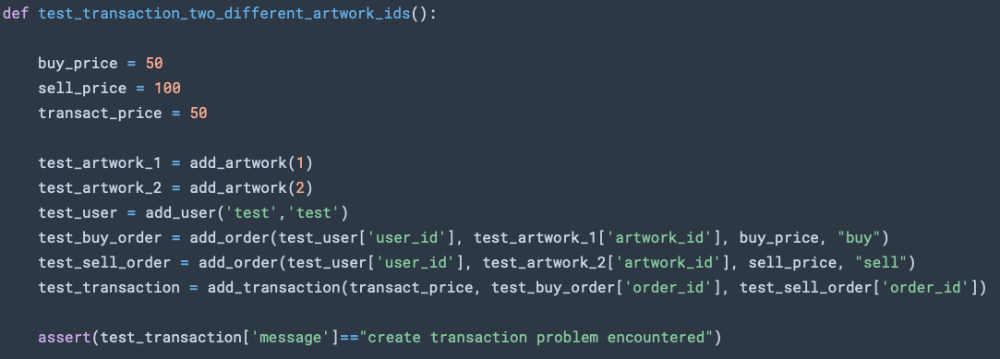 def test_transaction_two_different_artwork_ids():
buy_price = 50
sell_price = 100
transact_price = 50
test_artwork_1 = add_artwork(1)
test_artwork_2 = add_artwork(2)
test_user = add_user('test','test')
test_buy_order = add_order(test_user['user_id'], test_artwork_1['artwork_id'], buy_price, "buy")
test_sell_order = add_order(test_user['user_id'], test_artwork_2['artwork_id'], sell_price, "sell")
test_transaction = add_transaction(transact_price, test_buy_order['order_id'], test_sell_order['order_id'])
assert(test_transaction['message']=="create transaction problem encountered")